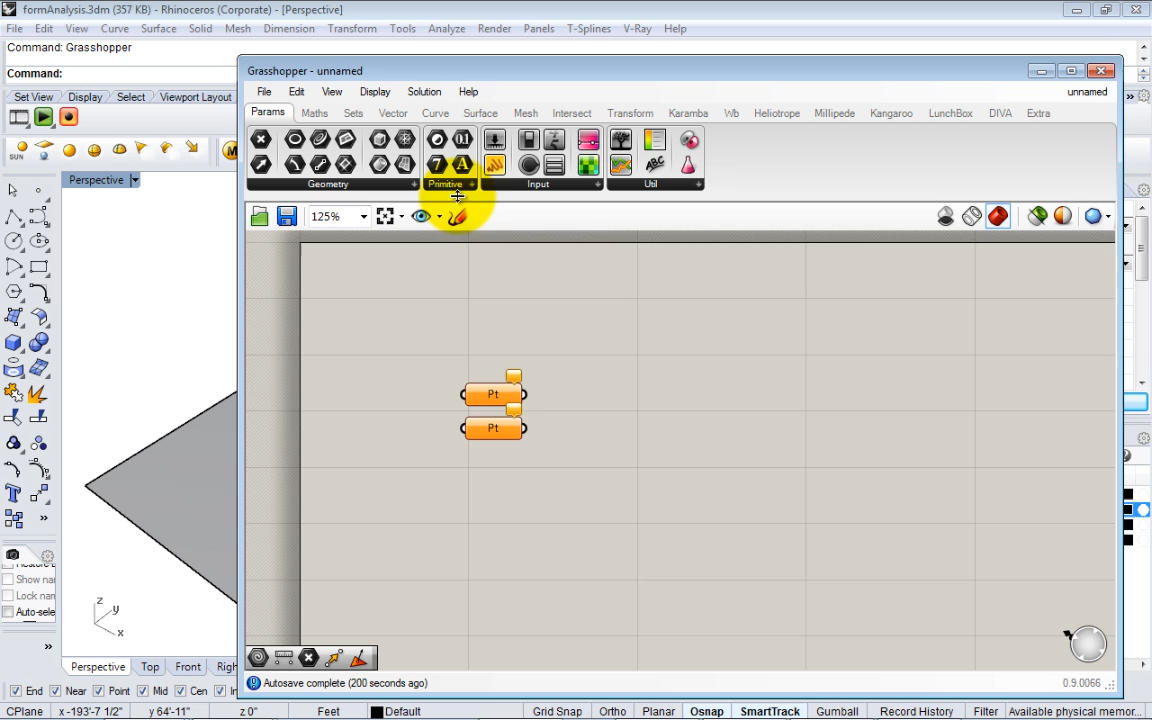 formAnalysis.3dm (357 KB) - Rhinoceros (Corporate) - [Perspective]
File Edit View Curve Surface Solid Mesh Dimension Transform Tools Analyze Render Panels T-Splines V-Ray Help
Command: Grasshopper
Command:
Set View Display Select Viewport Layout
Grasshopper - unnamed
File Edit View Display Solution Help unnamed
Params Maths Sets Vector Curve Surface Mesh Intersect Transform Karamba Wb Heliotrope Millipede Kangaroo LunchBox DIVA Extra
Geometry Primitive Input Util
SUN
Perspective
125%
Pt
Pt
Show nam
Lock nam
Auto-sele
z
y
x
Perspective Top Front Righ
Autosave complete (200 seconds ago) 0.9.0066
End Near Point Mid Cen
CPlane x -193'-7 1/2" y 64'-11" z 0" Feet Default Grid Snap Ortho Planar Osnap SmartTrack Gumball Record History Filter Available physical memor...